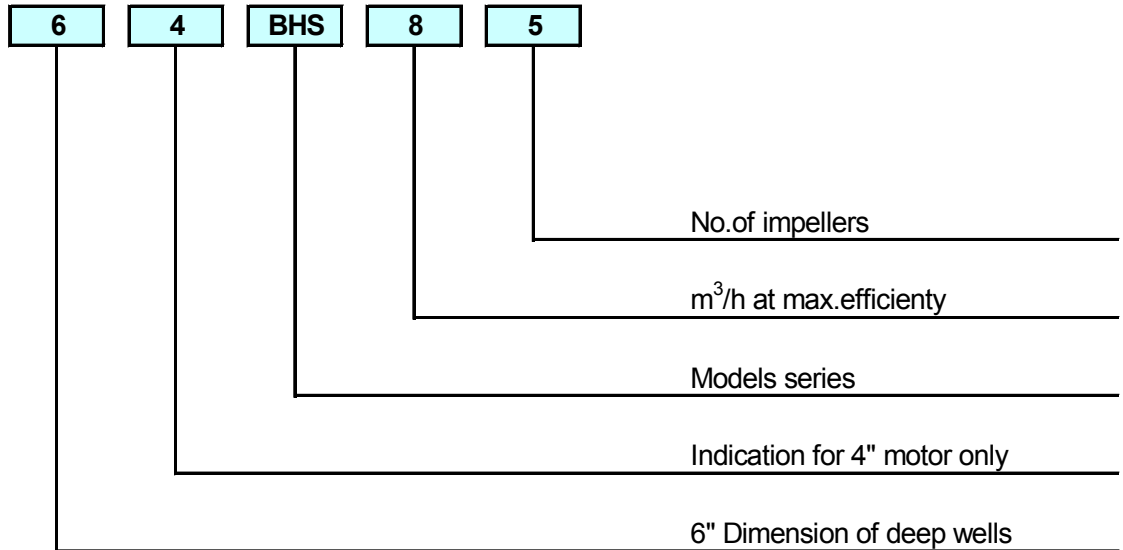 6 4 BHS 8 5
No.of impellers
m³/h at max.efficienty
Models series
Indication for 4" motor only
6" Dimension of deep wells